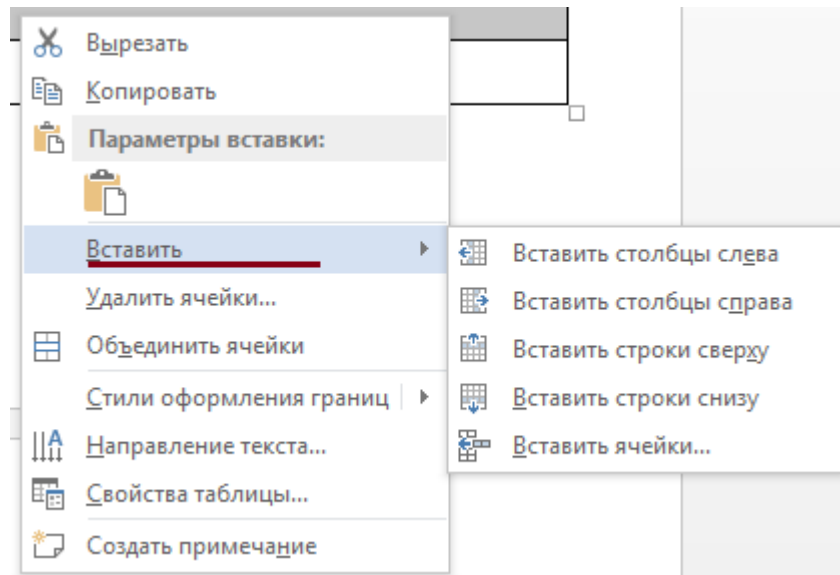 Вырезать
Копировать
Параметры вставки:
Вставить
Удалить ячейки...
Объединить ячейки
Стили оформления границ
Направление текста...
Свойства таблицы...
Создать примечание
Вставить столбцы слева
Вставить столбцы справа
Вставить строки сверху
Вставить строки снизу
Вставить ячейки...